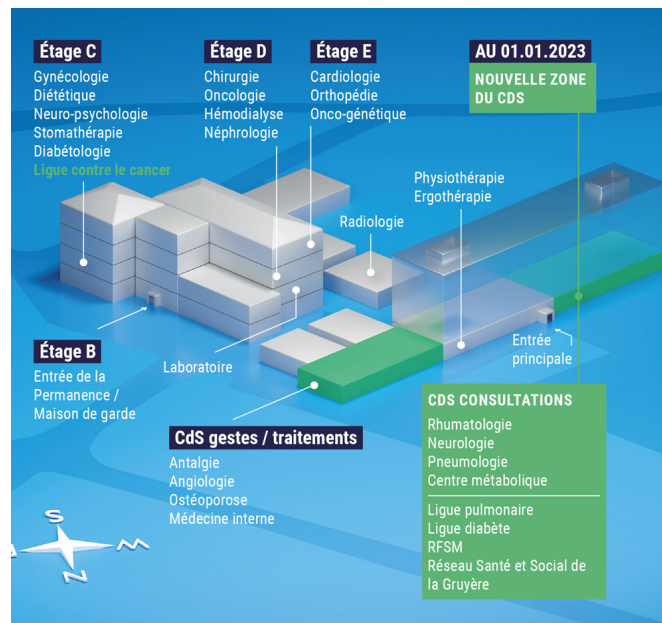 Étage C
Gynécologie
Diététique
Neuro-psychologie
Stomathérapie
Diabétologie
Ligue contre le cancer
Étage D
Chirurgie
Oncologie
Hémodialyse
Néphrologie
Étage E
Cardiologie
Orthopédie
Onco-génétique
AU 01.01.2023
NOUVELLE ZONE
DU CDS
Physiothérapie
Ergothérapie
Radiologie
Étage B
Entrée de la
Permanence /
Maison de garde
Laboratoire
Entrée
principale
CdS gestes / traitements
Antalgie
Angiologie
Ostéoporose
Médecine interne
CDS CONSULTATIONS
Rhumatologie
Neurologie
Pneumologie
Centre métabolique
Ligue pulmonaire
Ligue diabète
RFSM
Réseau Santé et Social de
la Gruyère
S
M
N